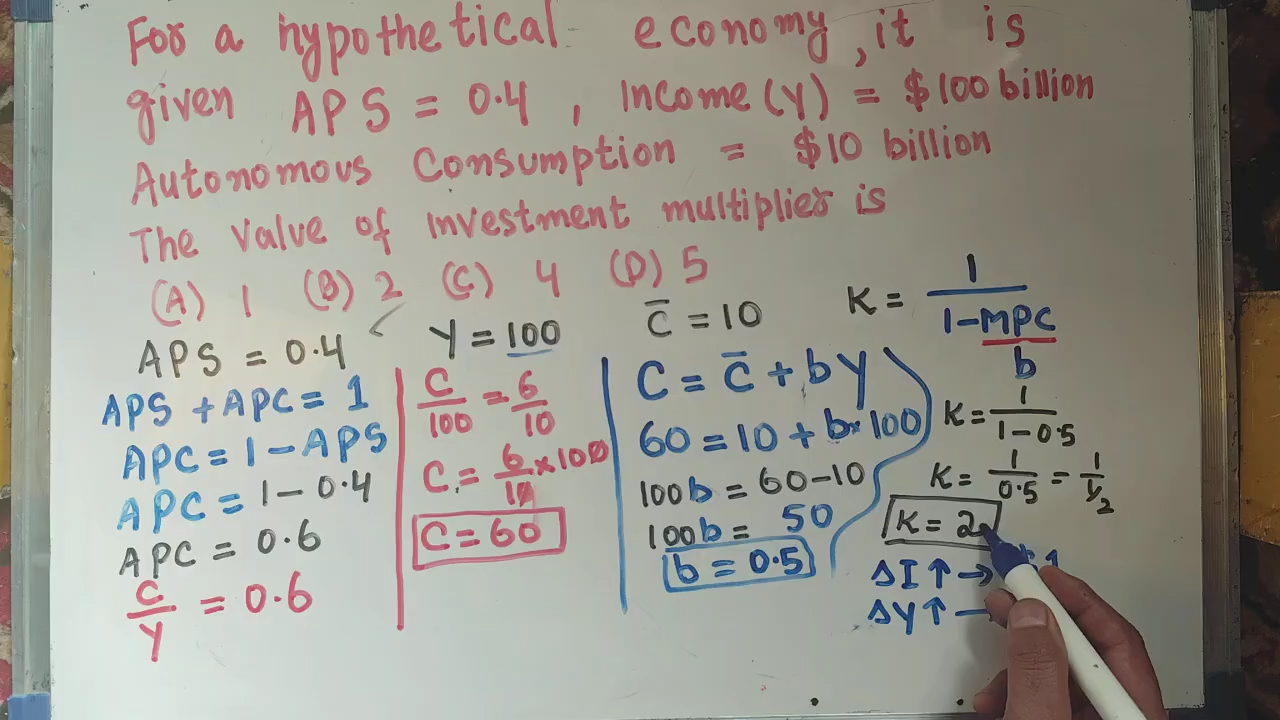 For a hypothetical economy, it is
given APS = 0.4, Income (Y) = $100 billion
Autonomous Consumption = $10 billion
The value of investment multiplier is
(A) 1 (B) 2 (C) 4 (D) 5
APS = 0.4
APS + APC = 1
APC = 1 - APS
APC = 1 - 0.4
APC = 0.6
C/Y = 0.6
Y = 100
C/100 = 6/10
C = 6/10 × 100
C = 60
C̄ = 10
C = C̄ + bY
60 = 10 + b×100
100b = 60-10
100b = 50
b = 0.5
K = 1/(1-MPC)
b
K = 1/(1-0.5)
K = 1/0.5 = 1/½
K = 2
ΔI ↑ →
ΔY ↑ →